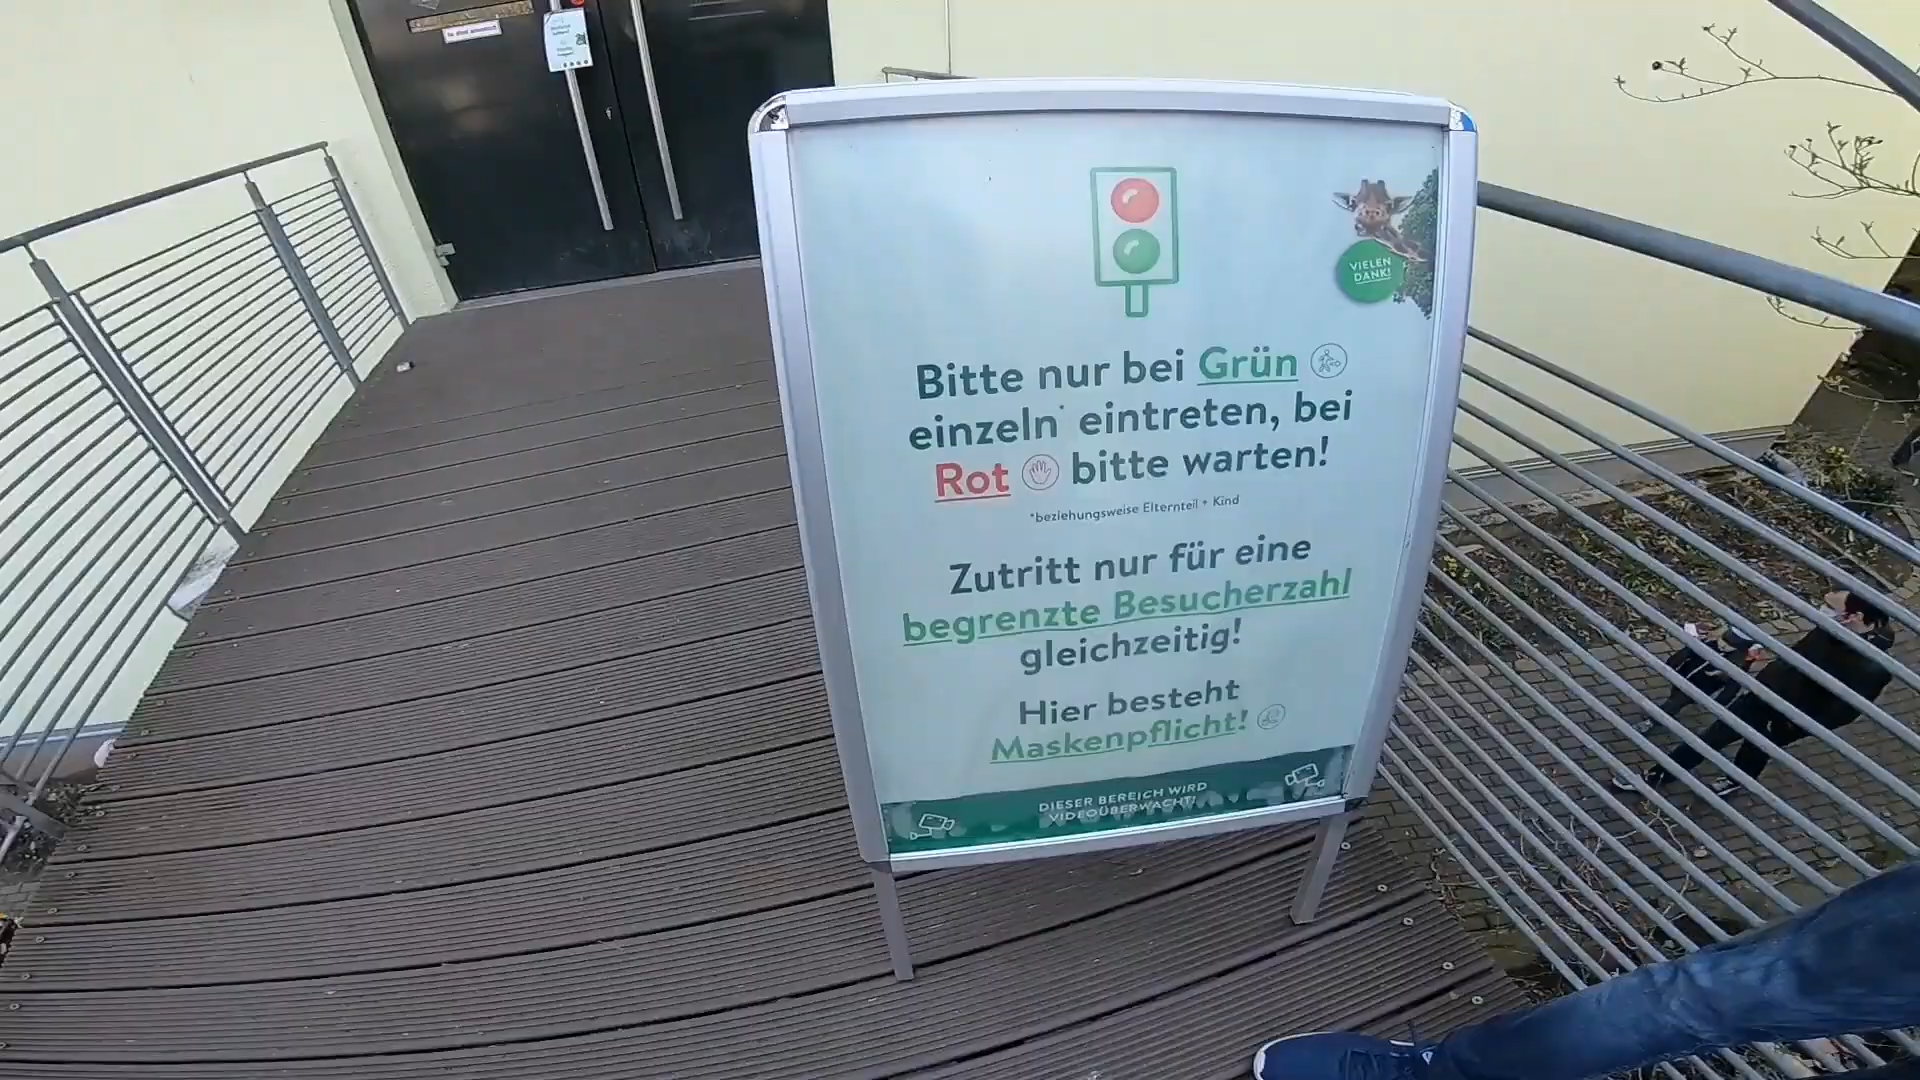 VIELEN
DANK!
Bitte nur bei Grün
einzeln* eintreten, bei
Rot bitte warten!
*beziehungsweise Elternteil + Kind
Zutritt nur für eine
begrenzte Besucherzahl
gleichzeitig!
Hier besteht
Maskenpflicht!
DIESER BEREICH WIRD
VIDEOÜBERWACHT!